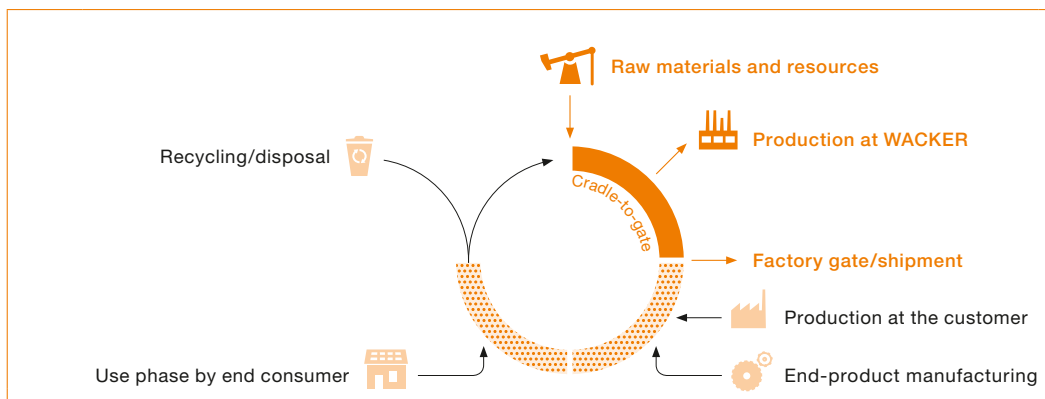 Raw materials and resources
Production at WACKER
Recycling/disposal
Cradle-to-gate
Factory gate/shipment
Production at the customer
Use phase by end consumer
End-product manufacturing